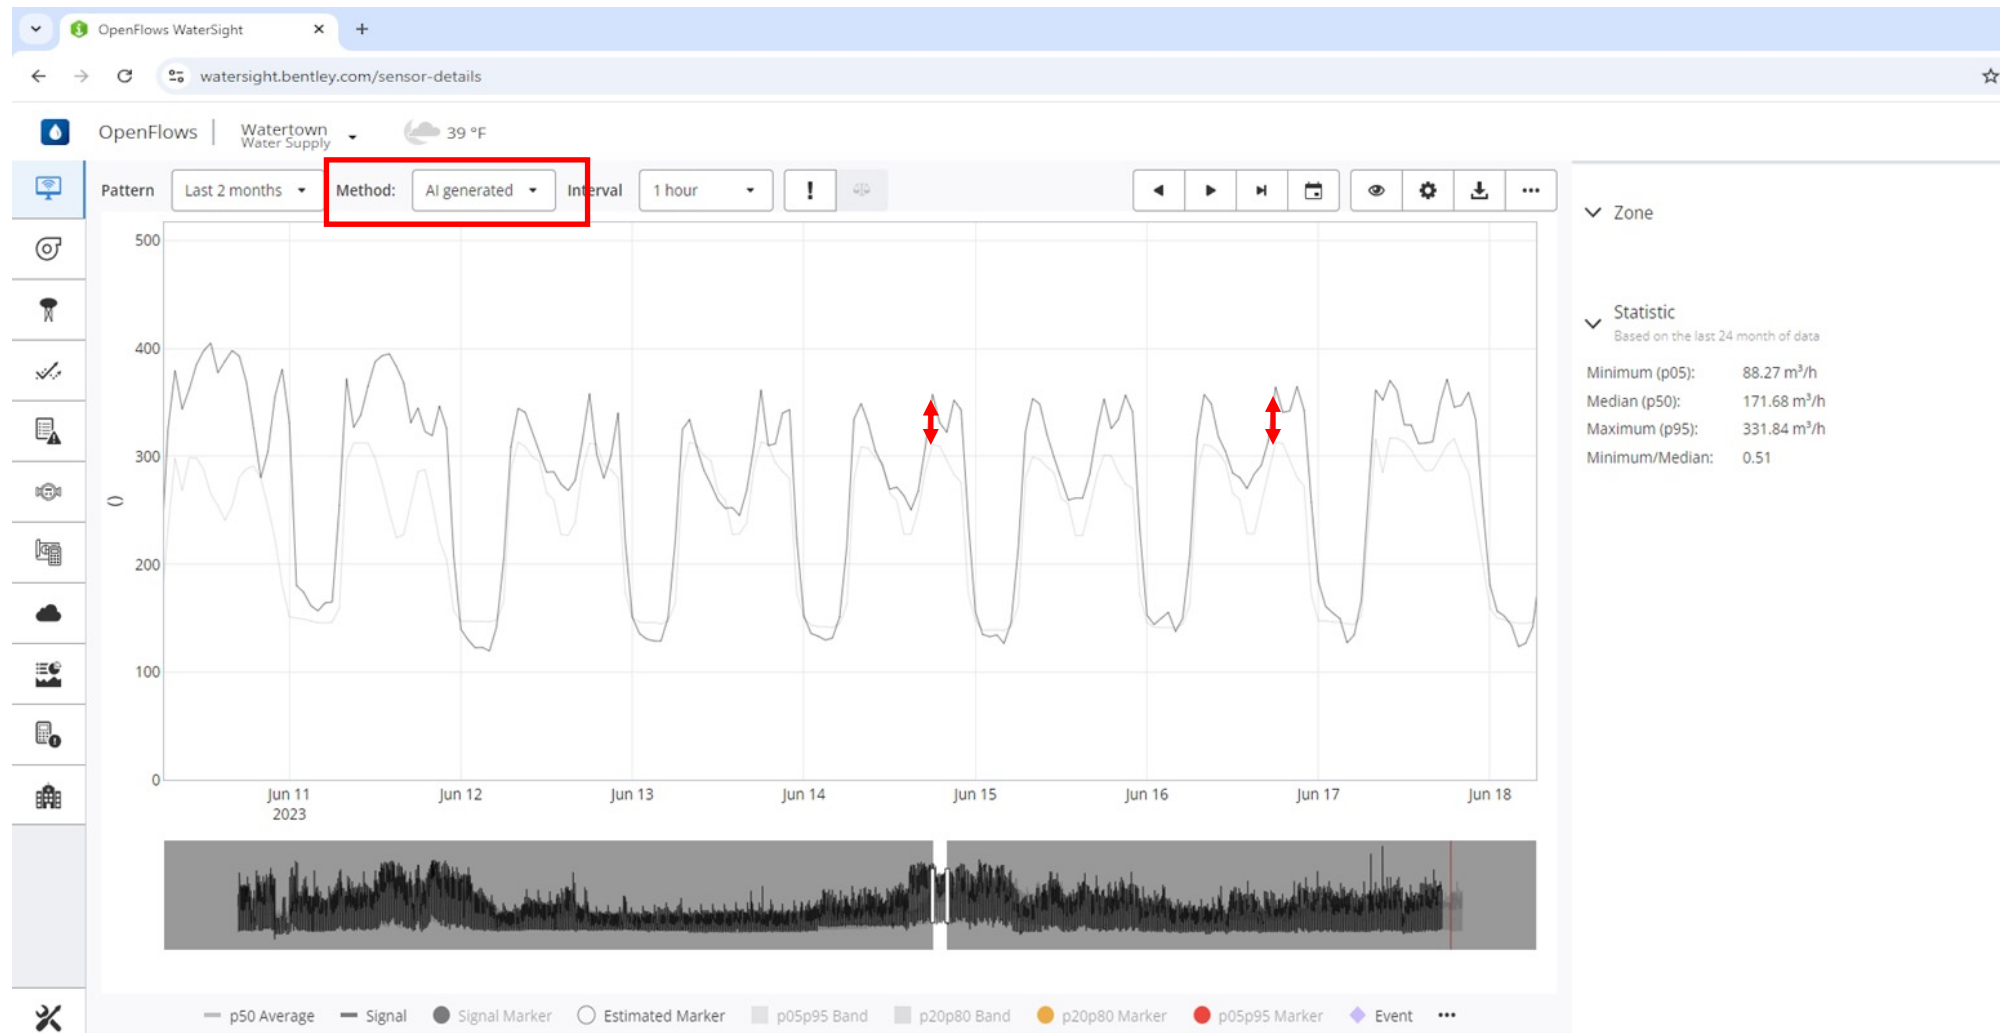 OpenFlows WaterSight
watersight.bentley.com/sensor-details
OpenFlows
Watertown
Water Supply
39 °F
Pattern Last 2 months Method: AI generated Interval 1 hour
Zone
Statistic
Based on the last 24 month of data
Minimum (p05): 88.27 m³/h
Median (p50): 171.68 m³/h
Maximum (p95): 331.84 m³/h
Minimum/Median: 0.51
500
400
300
()
200
100
0
Jun 11 Jun 12 Jun 13 Jun 14 Jun 15 Jun 16 Jun 17 Jun 18
2023
p50 Average Signal Signal Marker Estimated Marker p05p95 Band p20p80 Band p20p80 Marker p05p95 Marker Event